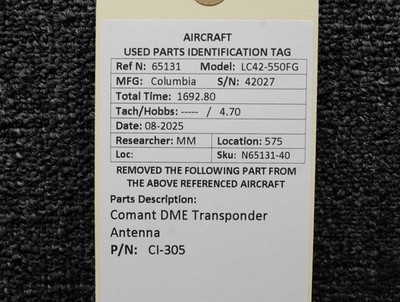 AIRCRAFT
USED PARTS IDENTIFICATION TAG
Ref N: 65131 Model: LC42-550FG
MFG: Columbia S/N: 42027
Total Time: 1692.80
Tach/Hobbs: ----- / 4.70
Date: 08-2025
Researcher: MM Location: 575
Loc: Sku: N65131-40
REMOVED THE FOLLOWING PART FROM
THE ABOVE REFERENCED AIRCRAFT
Parts Description:
Comant DME Transponder
Antenna
P/N: CI-305